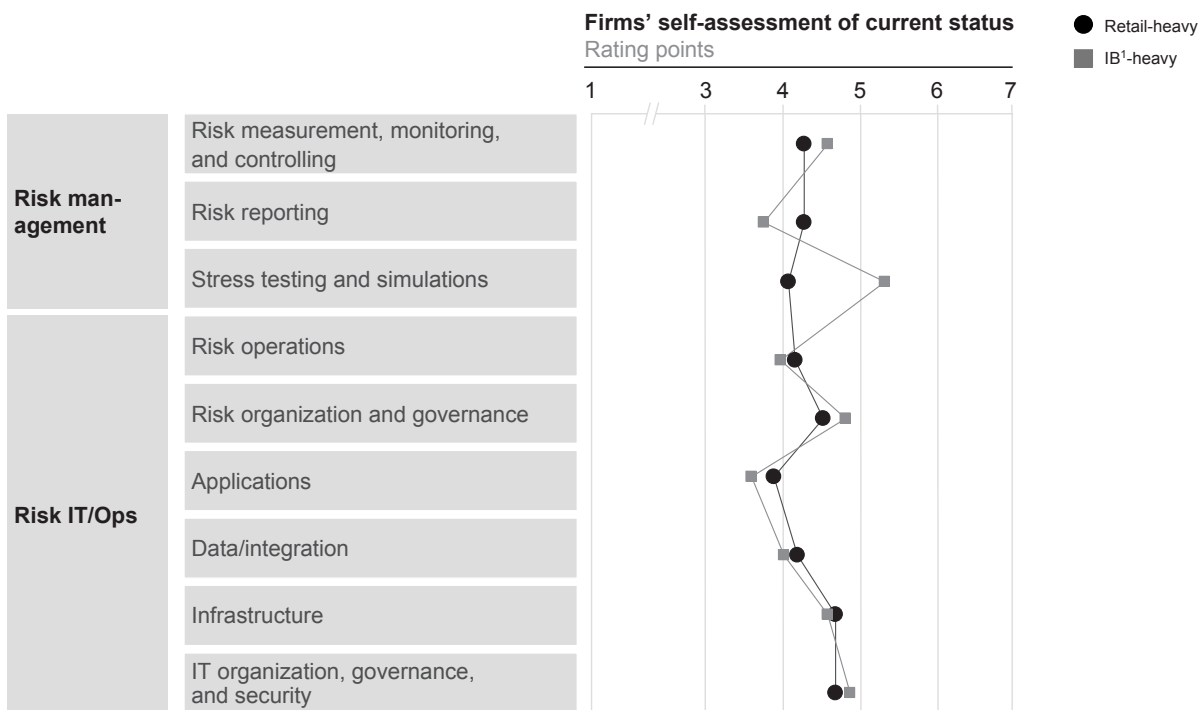 Firms’ self-assessment of current status
Rating points
Retail-heavy
IB¹-heavy
1 3 4 5 6 7
Risk man-
agement
Risk measurement, monitoring,
and controlling
Risk reporting
Stress testing and simulations
Risk IT/Ops
Risk operations
Risk organization and governance
Applications
Data/integration
Infrastructure
IT organization, governance,
and security